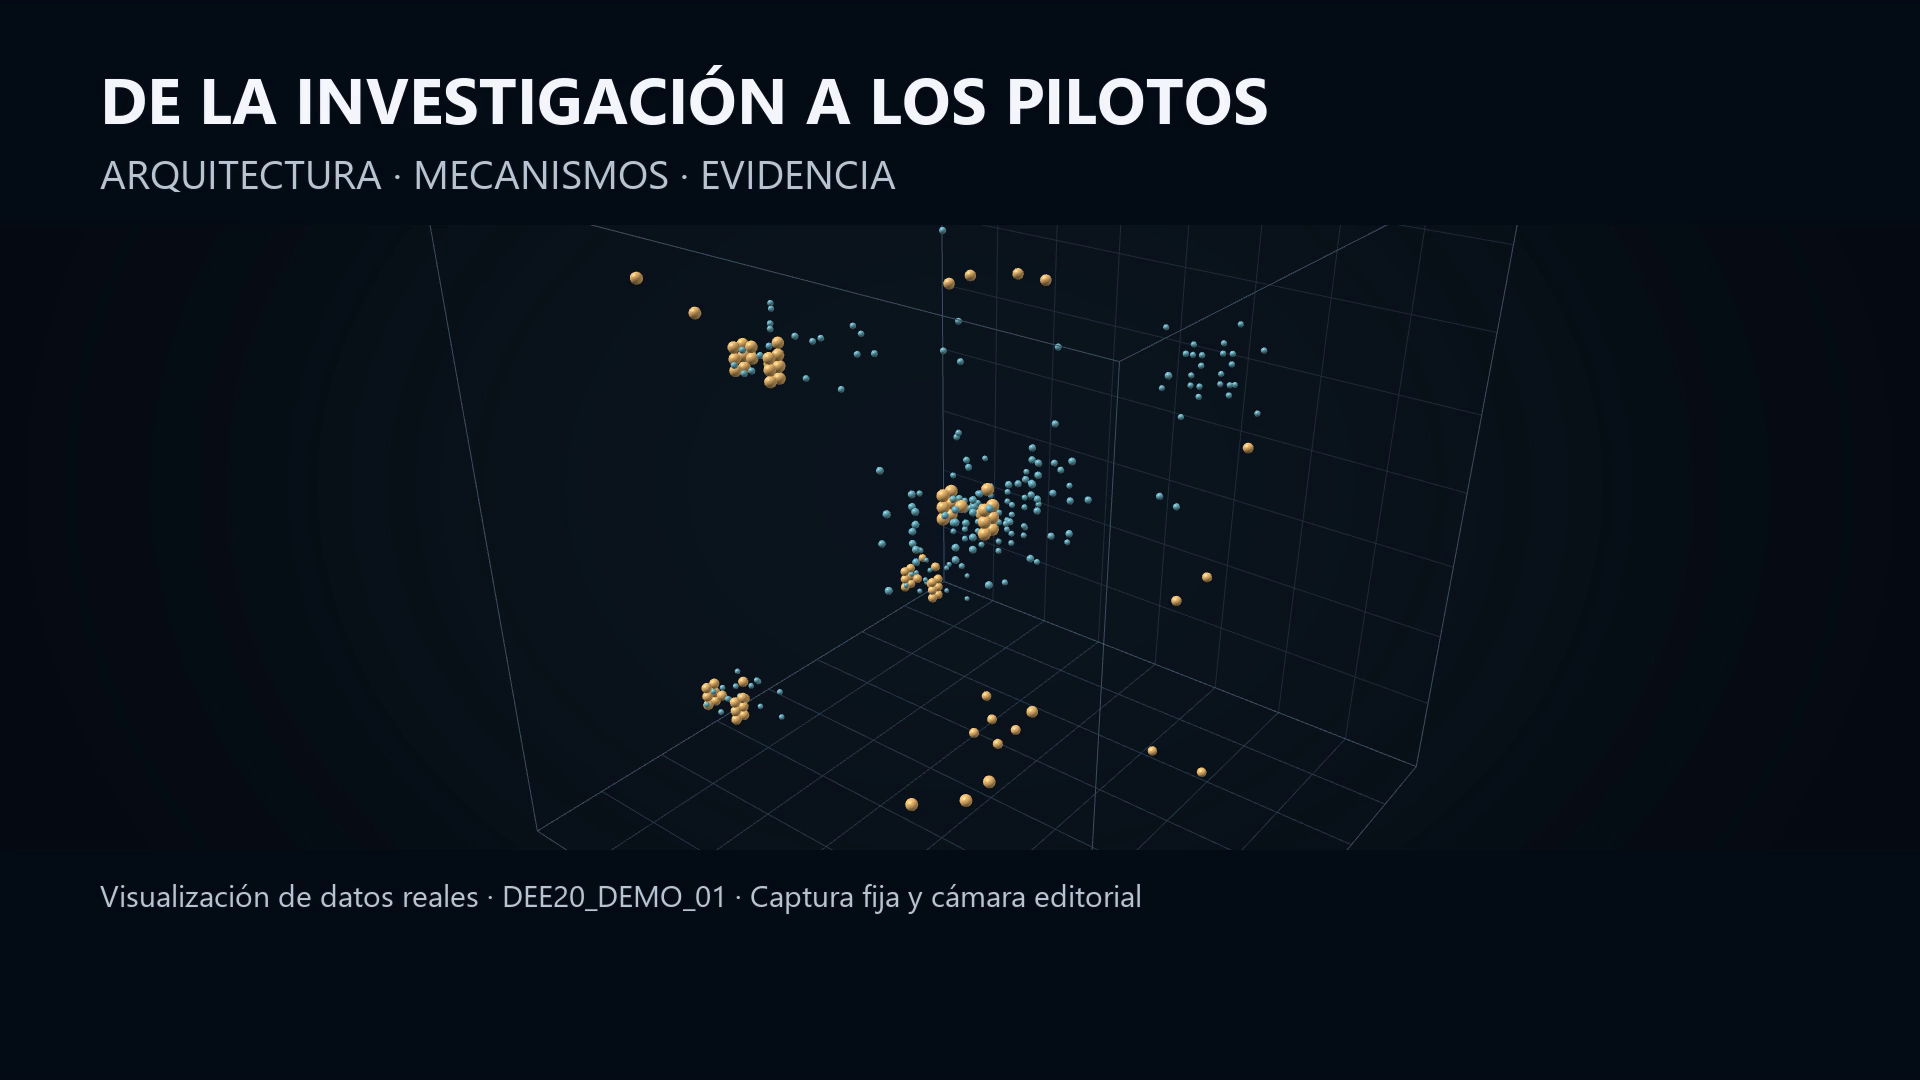 DE LA INVESTIGACIÓN A LOS PILOTOS
ARQUITECTURA · MECANISMOS · EVIDENCIA
Visualización de datos reales · DEE20_DEMO_01 · Captura fija y cámara editorial